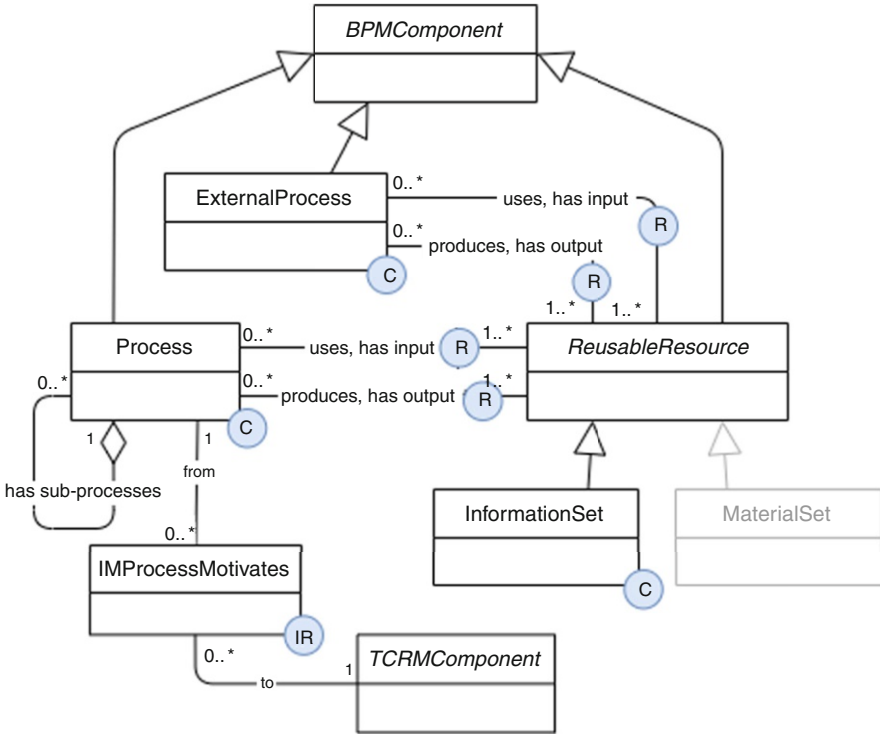 BPMComponent
ExternalProcess
0..*
uses, has input
R
0..*
produces, has output
C
R
1..*
1..*
Process
0..*
uses, has input
R
1..*
ReusableResource
0..*
0..*
produces, has output
R
1..*
C
1
1
from
has sub-processes
0..*
InformationSet
MaterialSet
C
IMProcessMotivates
IR
0..*
to
1
TCRMComponent